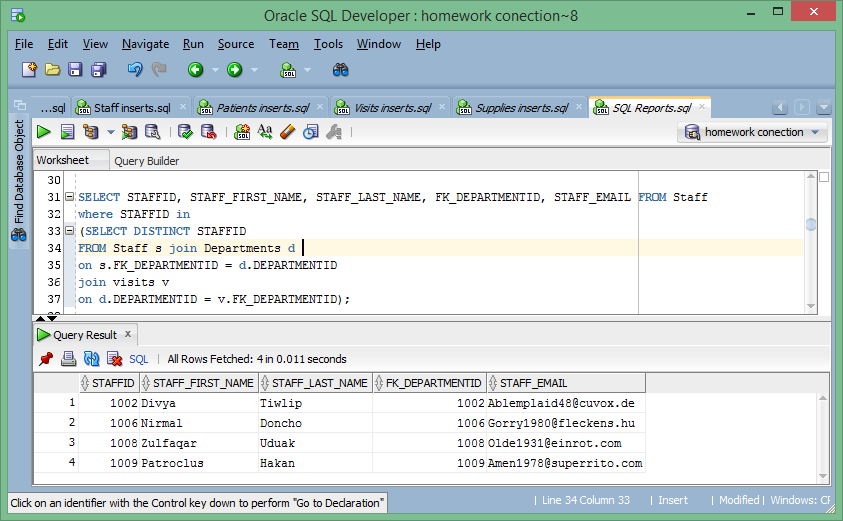 Oracle SQL Developer : homework conection~8
File Edit View Navigate Run Source Team Tools Window Help
...sql Staff inserts.sql Patients inserts.sql Visits inserts.sql Supplies inserts.sql SQL Reports.sql
homework conection
Find Database Object
Worksheet Query Builder
30
31 SELECT STAFFID, STAFF_FIRST_NAME, STAFF_LAST_NAME, FK_DEPARTMENTID, STAFF_EMAIL FROM Staff
32 where STAFFID in
33 (SELECT DISTINCT STAFFID
34 FROM Staff s join Departments d
35 on s.FK_DEPARTMENTID = d.DEPARTMENTID
36 join visits v
37 on d.DEPARTMENTID = v.FK_DEPARTMENTID);
Query Result x
SQL | All Rows Fetched: 4 in 0.011 seconds
STAFFID STAFF_FIRST_NAME STAFF_LAST_NAME FK_DEPARTMENTID STAFF_EMAIL
1 1002 Divya Tiwlip 1002 Ablemplaid48@cuvox.de
2 1006 Nirmal Doncho 1006 Gorry1980@fleckens.hu
3 1008 Zulfaqar Uduak 1008 Olde1931@einrot.com
4 1009 Patroclus Hakan 1009 Amen1978@superrito.com
Click on an identifier with the Control key down to perform "Go to Declaration" | Line 34 Column 33 | Insert | Modified | Windows: CF